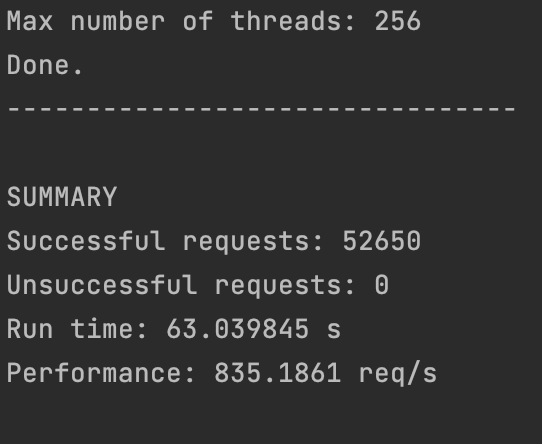 Max number of threads: 256
Done.
--------------------------------
SUMMARY
Successful requests: 52650
Unsuccessful requests: 0
Run time: 63.039845 s
Performance: 835.1861 req/s